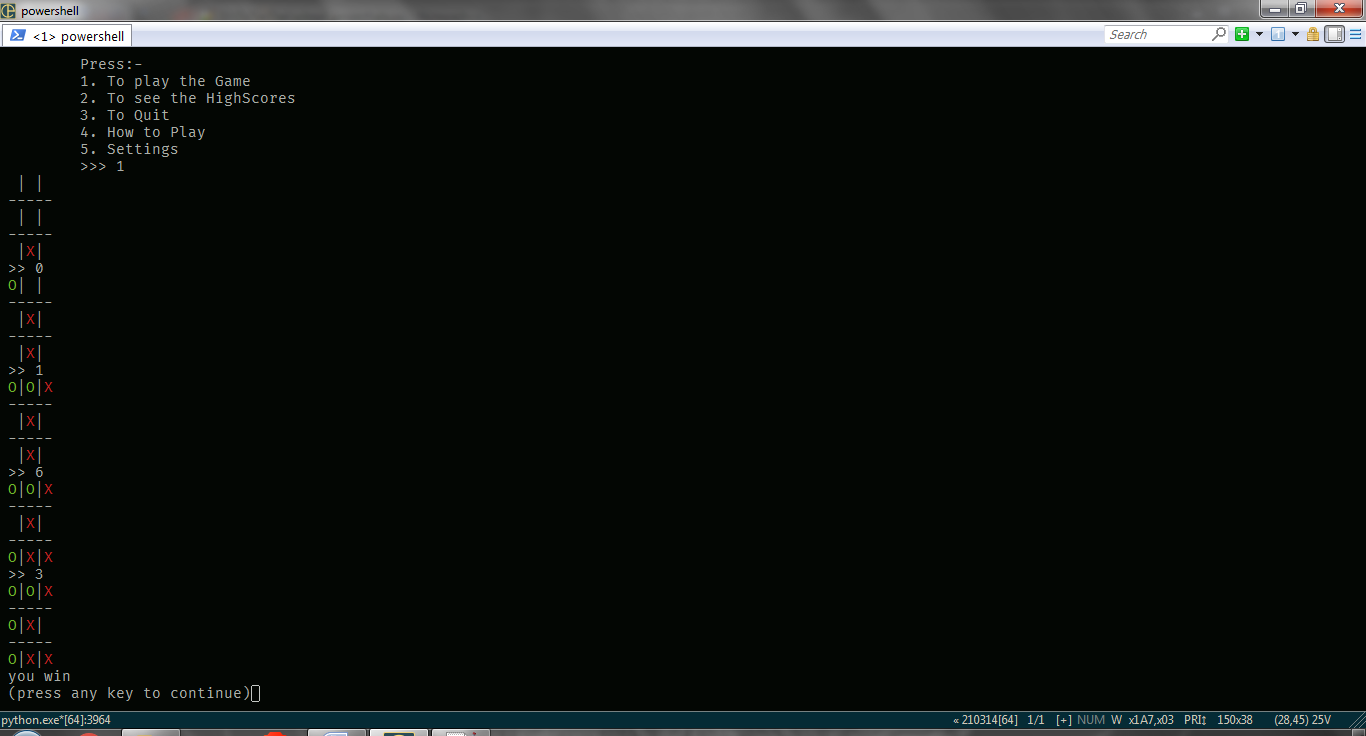 powershell
<1> powershell
Search
Press:-
1. To play the Game
2. To see the HighScores
3. To Quit
4. How to Play
5. Settings
>>> 1
| |
-----
| |
-----
|X|
>> 0
O| |
-----
|X|
-----
|X|
>> 1
O|O|X
-----
|X|
-----
|X|
>> 6
O|O|X
-----
|X|
-----
O|X|X
>> 3
O|O|X
-----
O|X|
-----
O|X|X
you win
(press any key to continue)
python.exe*[64]:3964
« 210314[64] 1/1 [+] NUM W x1A7,x03 PRI↕ 150x38 (28,45) 25V